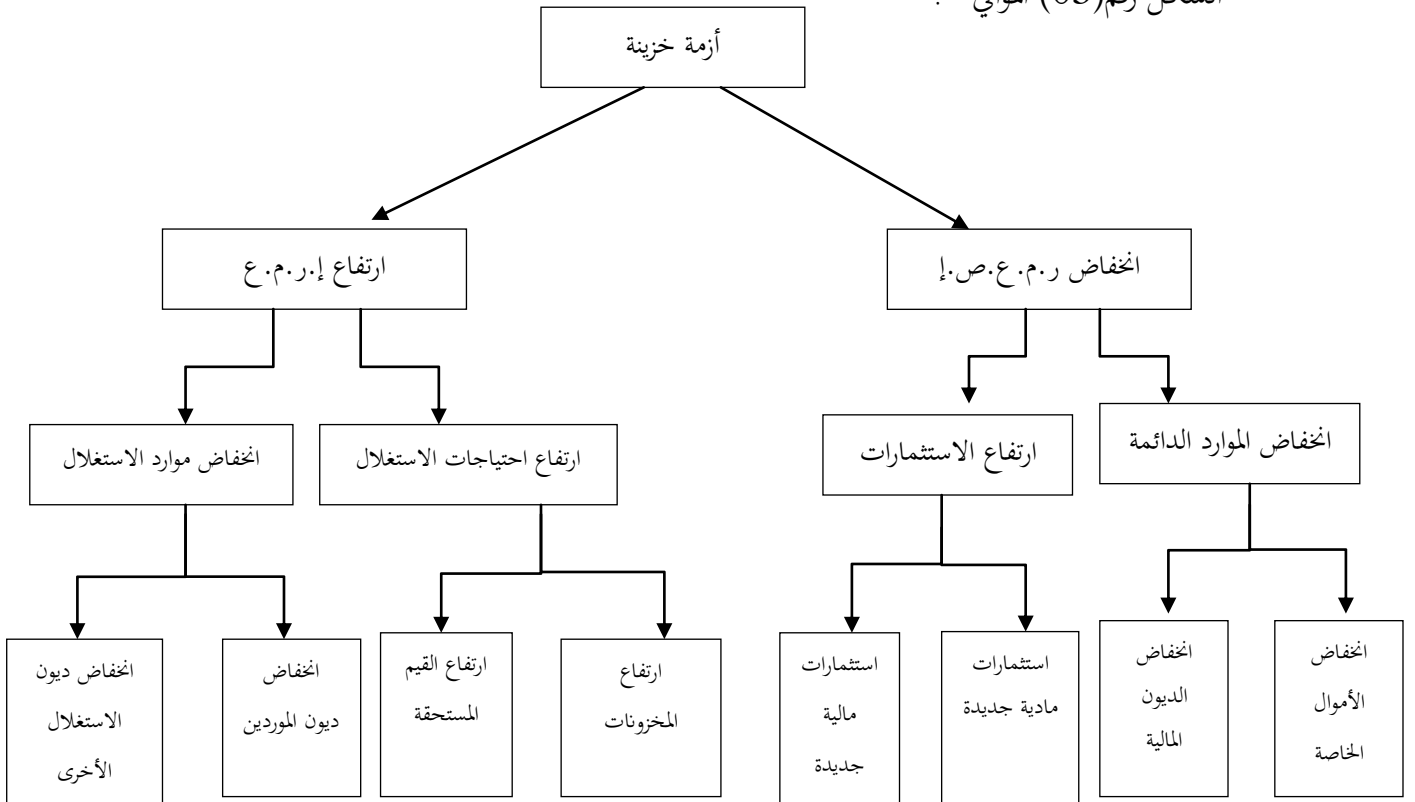 الشكل رقم(03) الموالي :
أزمة خزينة
انخفاض ر.م.ع.ص.إ
ارتفاع إ.ر.م.ع
انخفاض الموارد الدائمة
ارتفاع الاستثمارات
ارتفاع احتياجات الاستغلال
انخفاض موارد الاستغلال
انخفاض
الأموال
الخاصة
انخفاض
الديون
المالية
استثمارات
مادية جديدة
استثمارات
مالية
جديدة
ارتفاع
المخزونات
ارتفاع القيم
المستحقة
انخفاض
ديون الموردين
انخفاض ديون
الاستغلال
الأخرى